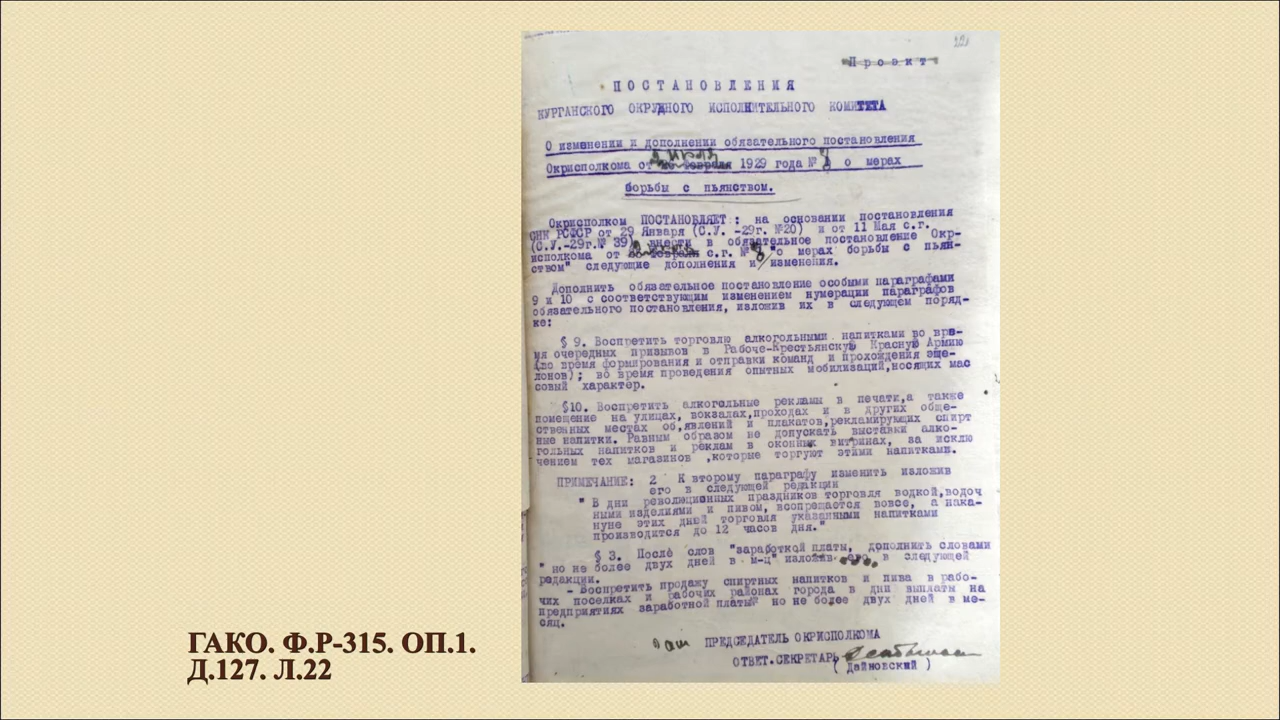 221
Проект
ПОСТАНОВЛЕНИЯ
КУРГАНСКОГО ОКРУЖНОГО ИСПОЛНИТЕЛЬНОГО КОМИТЕТА
О изменении и дополнении обязательного постановления
Окрисполкома от февраля 1929 года № о мерах
борьбы с пьянством.
Окрисполком ПОСТАНОВЛЯЕТ: на основании постановления
СНК РСФСР от 29 Января (С.У. -29г. №20) и от 11 Мая с.г.
(С.У.-29г.№ 39) внести в обязательное постановление Окр-
исполкома от февраля с.г. № "о мерах борьбы с пьян-
ством" следующие дополнения и изменения.
Дополнить обязательное постановление особыми параграфами
9 и 10 с соответствующим изменением нумерации параграфов
обязательного постановления, изложив их в следующем поряд-
ке:
§ 9. Воспретить торговлю алкогольными напитками во вре-
мя очередных призывов в Рабоче-Крестьянскую Красную Армию
(во время формирования и отправки команд и прохождения эше-
лонов); во время проведения опытных мобилизаций,носящих мас
совый характер.
§10. Воспретить алкогольные рекламы в печати,а также
помещение на улицах, вокзалах,проходах и в других обще-
ственных местах об,явлений и плакатов,рекламирующих спирт
ные напитки. Равным образом не допускать выставки алко-
гольных напитков и реклам в оконных витринах, за исклю
чением тех магазинов ,которые торгуют этими напитками.
ПРИМЕЧАНИЕ: 2 К второму параграфу изменить изложив
его в следующей редакции
" В дни революционных праздников торговля водкой,водоч
ными изделиями и пивом, воспрещается вовсе, а нака-
нуне этих дней торговля указанными напитками
производится до 12 часов дня."
§ 3. После слов "заработкой платы, дополнить словами
" но не более двух дней в м-ц" изложив его в следующей
редакции.
- Воспретить продажу спиртных напитков и пива в рабо-
чих поселках и рабочих районах города в дни выплаты на
предприятиях заработной платы" но не более двух дней в ме-
сяц.
ПРЕДСЕДАТЕЛЬ ОКРИСПОЛКОМА
ОТВЕТ.СЕКРЕТАРЬ
( Дайновский )
ГАКО. Ф.Р-315. ОП.1.
Д.127. Л.22